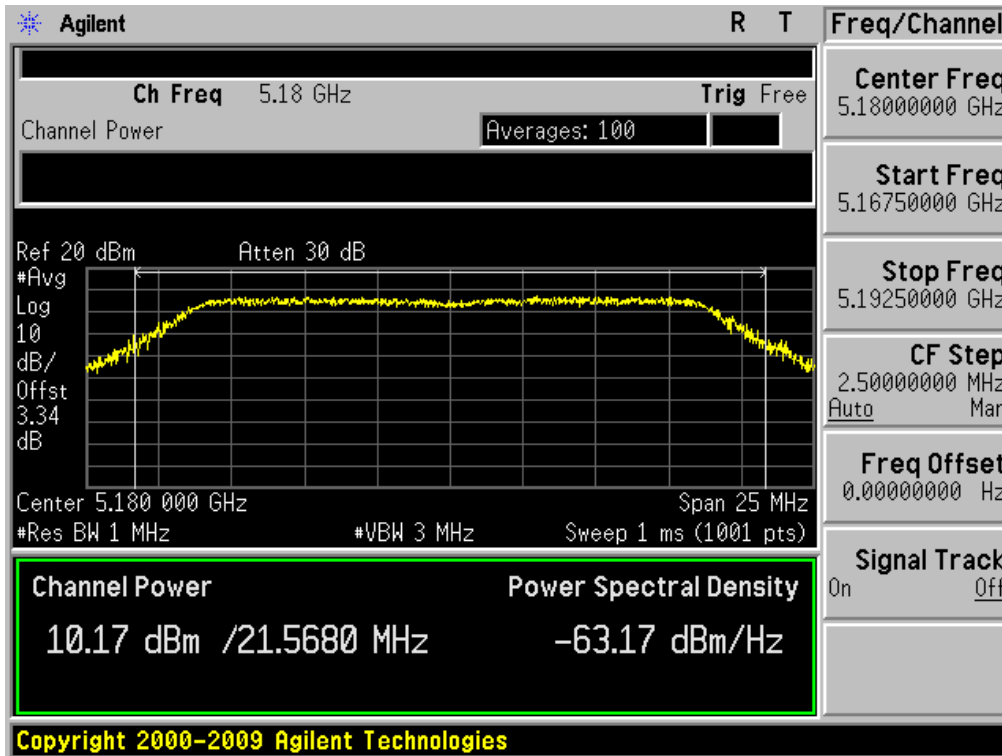 Agilent R T
Ch Freq 5.18 GHz Trig Free
Channel Power Averages: 100
Ref 20 dBm Atten 30 dB
#Avg
Log
10
dB/
Offst
3.34
dB
Center 5.180 000 GHz Span 25 MHz
#Res BW 1 MHz #VBW 3 MHz Sweep 1 ms (1001 pts)
Channel Power Power Spectral Density
10.17 dBm /21.5680 MHz -63.17 dBm/Hz
Copyright 2000-2009 Agilent Technologies
Freq/Channel
Center Freq
5.18000000 GHz
Start Freq
5.16750000 GHz
Stop Freq
5.19250000 GHz
CF Step
2.50000000 MHz
Auto Man
Freq Offset
0.00000000 Hz
Signal Track
On Off